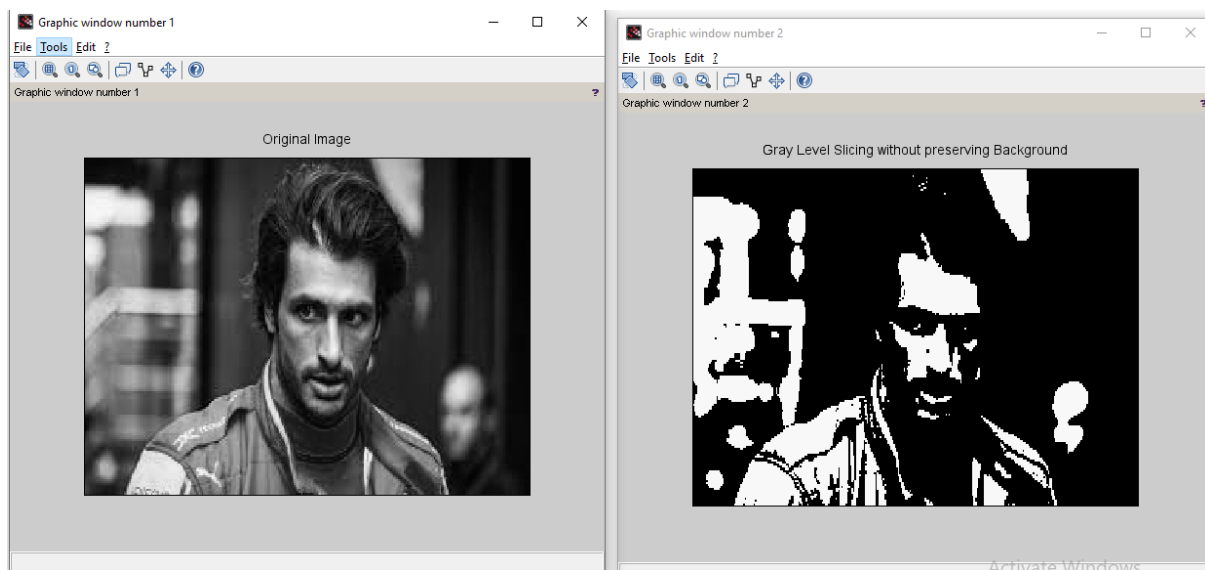 Graphic window number 1
File Tools Edit ?
Graphic window number 1 ?
Original Image
Graphic window number 2
File Tools Edit ?
Graphic window number 2 ?
Gray Level Slicing without preserving Background
Activate Windows